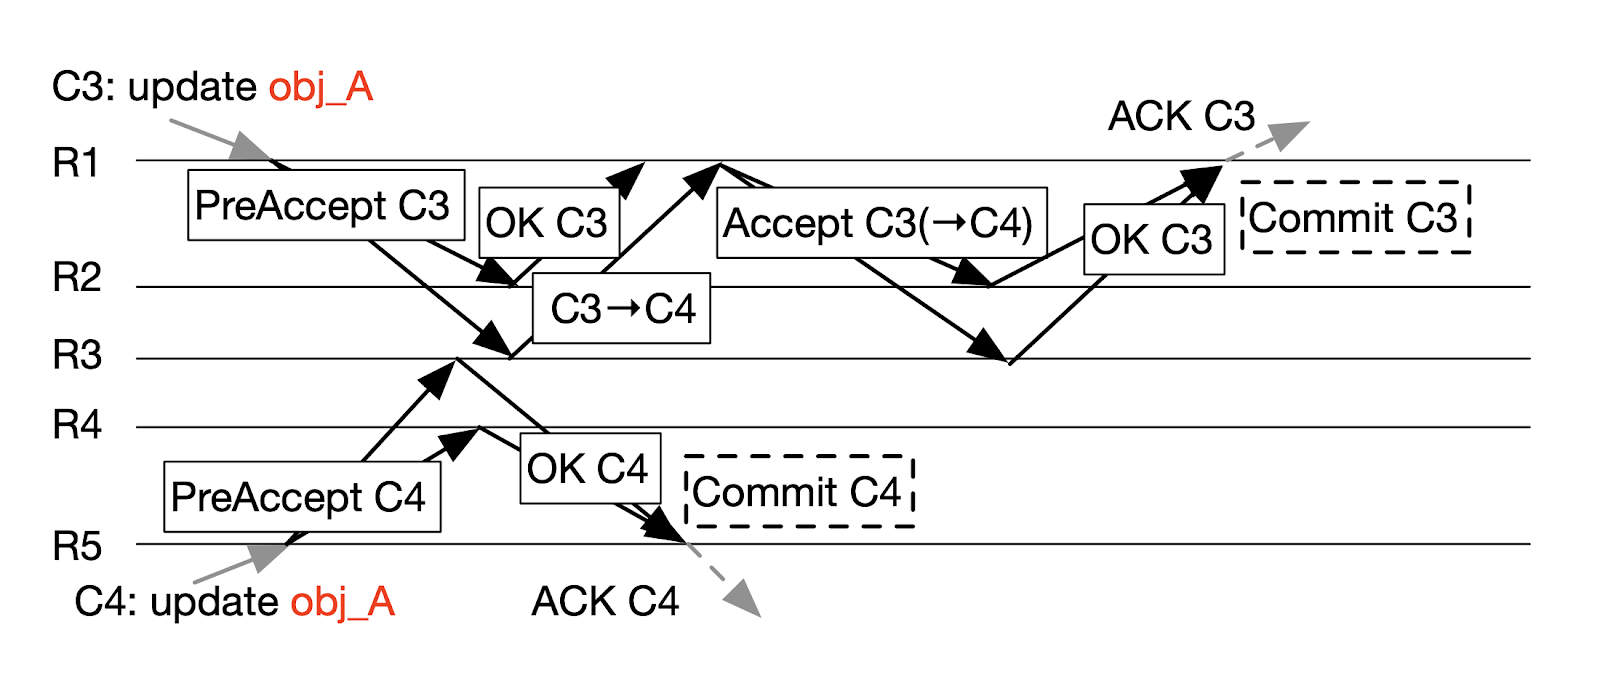 C3: update obj_A
ACK C3
R1
PreAccept C3
OK C3
Accept C3(→C4)
OK C3
Commit C3
R2
C3→C4
R3
R4
PreAccept C4
OK C4
Commit C4
R5
C4: update obj_A
ACK C4